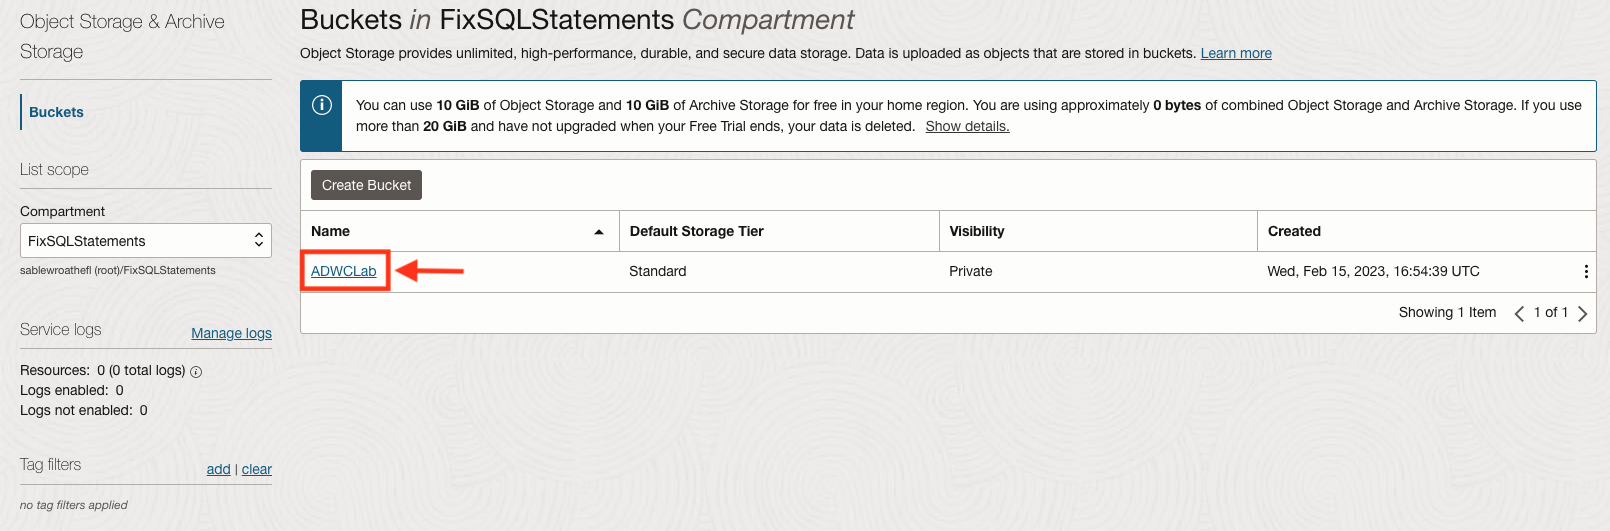 Object Storage & Archive
Storage
Buckets
List scope
Compartment
FixSQLStatements
sablewroathefl (root)/FixSQLStatements
Service logs
Manage logs
Resources: 0 (0 total logs)
Logs enabled: 0
Logs not enabled: 0
Tag filters
add | clear
no tag filters applied
Buckets in FixSQLStatements Compartment
Object Storage provides unlimited, high-performance, durable, and secure data storage. Data is uploaded as objects that are stored in buckets. Learn more
You can use 10 GiB of Object Storage and 10 GiB of Archive Storage for free in your home region. You are using approximately 0 bytes of combined Object Storage and Archive Storage. If you use
more than 20 GiB and have not upgraded when your Free Trial ends, your data is deleted. Show details.
Create Bucket
Name Default Storage Tier Visibility Created
ADWCLab Standard Private Wed, Feb 15, 2023, 16:54:39 UTC
Showing 1 Item 1 of 1